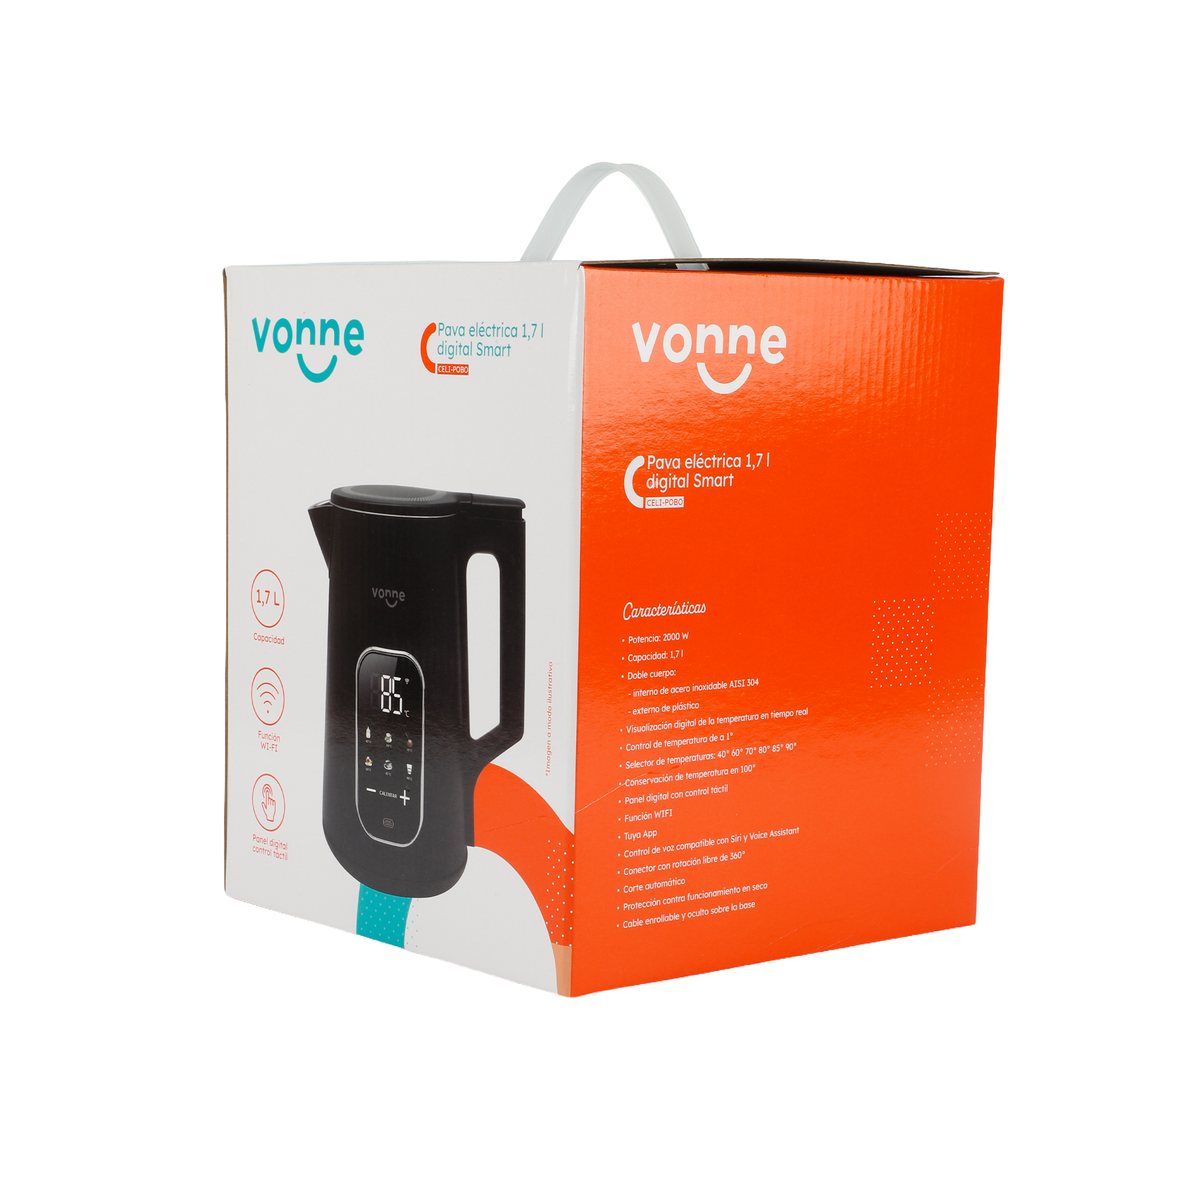 vonne
Pava eléctrica 1,7 l
digital Smart
CELI-POBO
1,7 L
Capacidad
Función
WI-FI
Panel digital
control táctil
vonne
85
°C
CALENTAR
*Imagen a modo ilustrativo
vonne
Pava eléctrica 1,7 l
digital Smart
CELI-POBO
Características
• Potencia: 2000 W
• Capacidad: 1,7 l
• Doble cuerpo:
- interno de acero inoxidable AISI 304
- externo de plástico
• Visualización digital de la temperatura en tiempo real
• Control de temperatura de a 1°
• Selector de temperaturas: 40° 60° 70° 80° 85° 90°
• Conservación de temperatura en 100°
• Panel digital con control táctil
• Función WIFI
• Tuya App
• Control de voz compatible con Siri y Voice Assistant
• Conector con rotación libre de 360°
• Corte automático
• Protección contra funcionamiento en seco
• Cable enrollable y oculto sobre la base